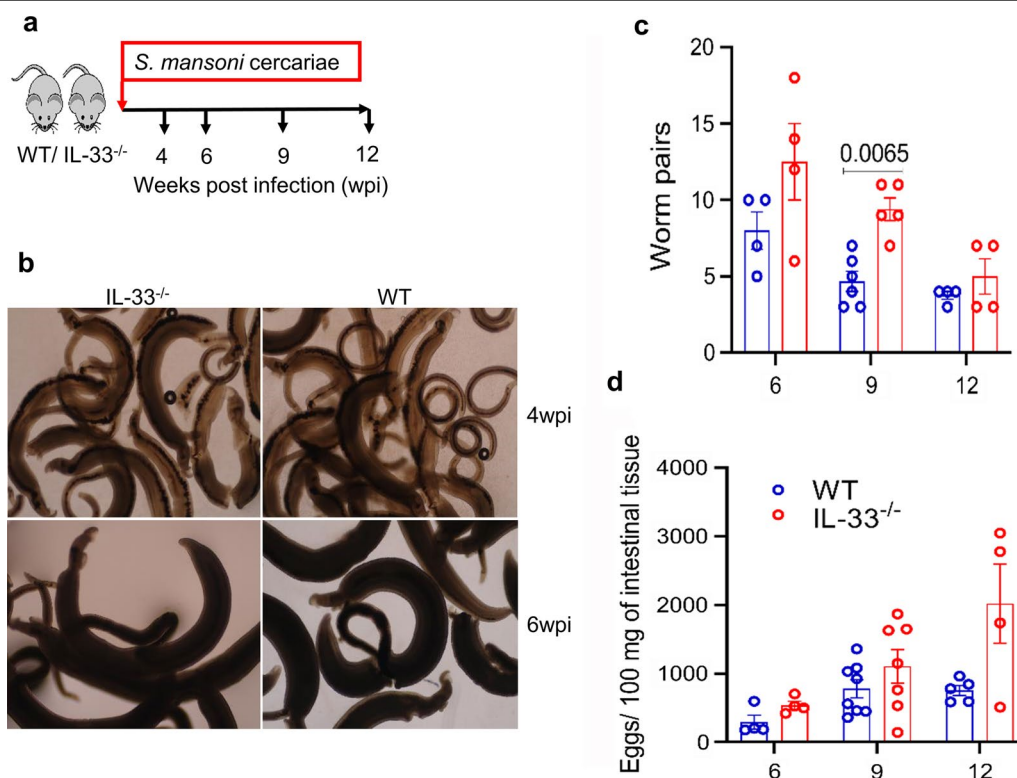 a
S. mansoni cercariae
WT/ IL-33-/-
4 6 9 12
Weeks post infection (wpi)
b
IL-33-/- WT
4wpi
6wpi
c
Worm pairs
20
15
10
5
0
0.0065
6 9 12
d
Eggs/ 100 mg of intestinal tissue
4000
3000
2000
1000
0
WT
IL-33-/-
6 9 12